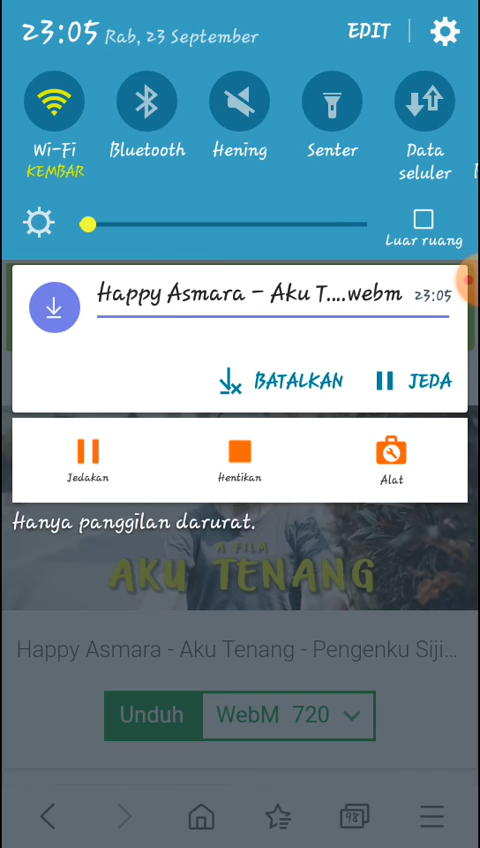 23:05 Rab, 23 September EDIT
Wi-Fi Bluetooth Hening Senter Data seluler
KEMBAR
Luar ruang
Happy Asmara – Aku T....webm 23:05
BATALKAN JEDA
Jedakan Hentikan Alat
Hanya panggilan darurat.
A FILM
AKU TENANG
Happy Asmara - Aku Tenang - Pengenku Siji...
Unduh WebM 720
98